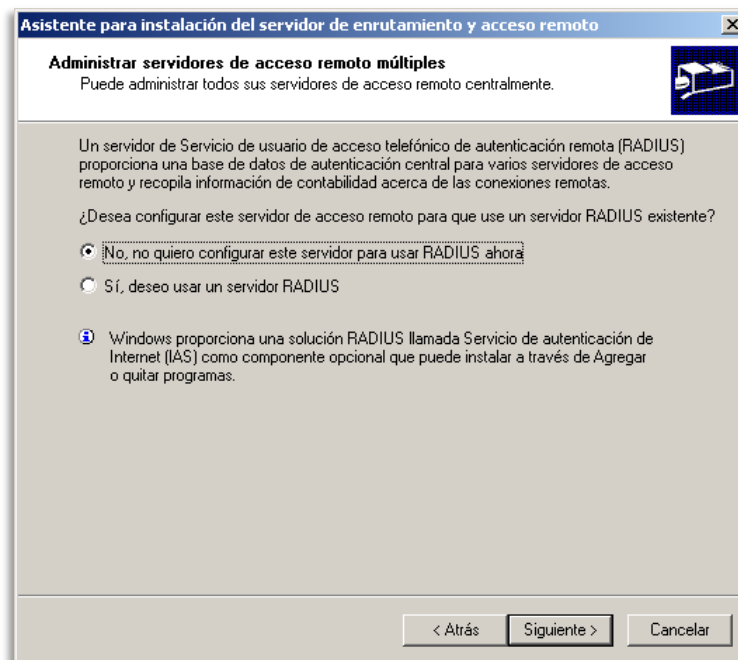 Asistente para instalación del servidor de enrutamiento y acceso remoto
Administrar servidores de acceso remoto múltiples
Puede administrar todos sus servidores de acceso remoto centralmente.
Un servidor de Servicio de usuario de acceso telefónico de autenticación remota (RADIUS)
proporciona una base de datos de autenticación central para varios servidores de acceso
remoto y recopila información de contabilidad acerca de las conexiones remotas.
¿Desea configurar este servidor de acceso remoto para que use un servidor RADIUS existente?
No, no quiero configurar este servidor para usar RADIUS ahora
Sí, deseo usar un servidor RADIUS
Windows proporciona una solución RADIUS llamada Servicio de autenticación de
Internet (IAS) como componente opcional que puede instalar a través de Agregar
o quitar programas.
< Atrás Siguiente > Cancelar